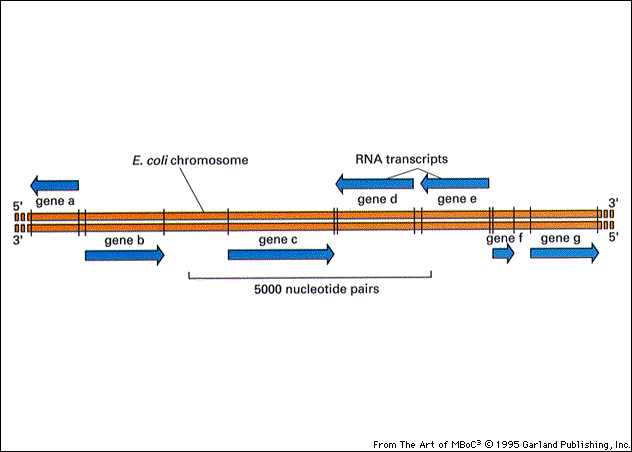 E. coli chromosome
RNA transcripts
5' gene a gene d gene e 3'
3' gene b gene c gene f gene g 5'
5000 nucleotide pairs
From The Art of MBoC³ © 1995 Garland Publishing, Inc.